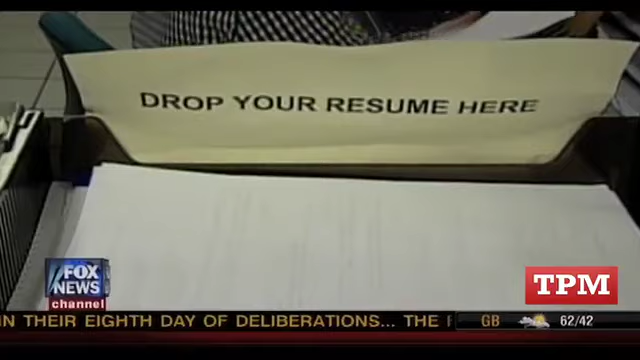 DROP YOUR RESUME HERE
FOX
NEWS
channel
TPM
IN THEIR EIGHTH DAY OF DELIBERATIONS... THE
GB 62/42